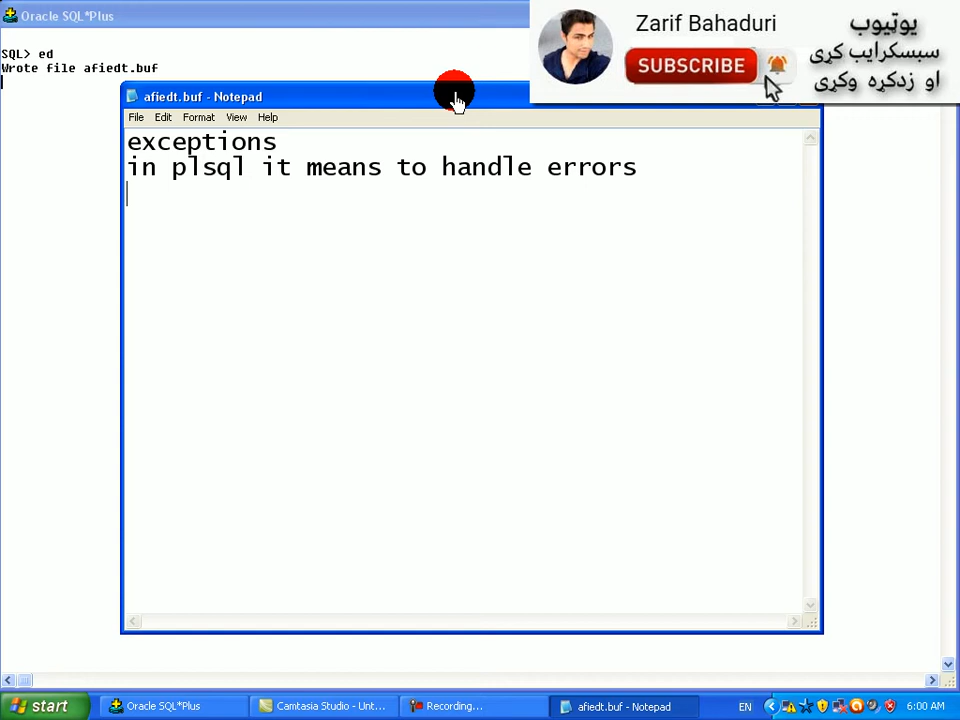 Oracle SQL*Plus
SQL> ed
Wrote file afiedt.buf
Zarif Bahaduri
SUBSCRIBE
یوټیوب
سبسکرایب کړی
او زدکړه وکړی
afiedt.buf - Notepad
File Edit Format View Help
exceptions
in plsql it means to handle errors
start
Oracle SQL*Plus
Camtasia Studio - Unt...
Recording...
afiedt.buf - Notepad
EN
6:00 AM